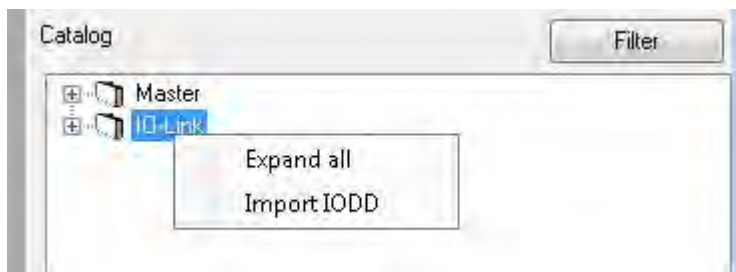 Catalog
Filter
Master
IO-Link
Expand all
Import IODD